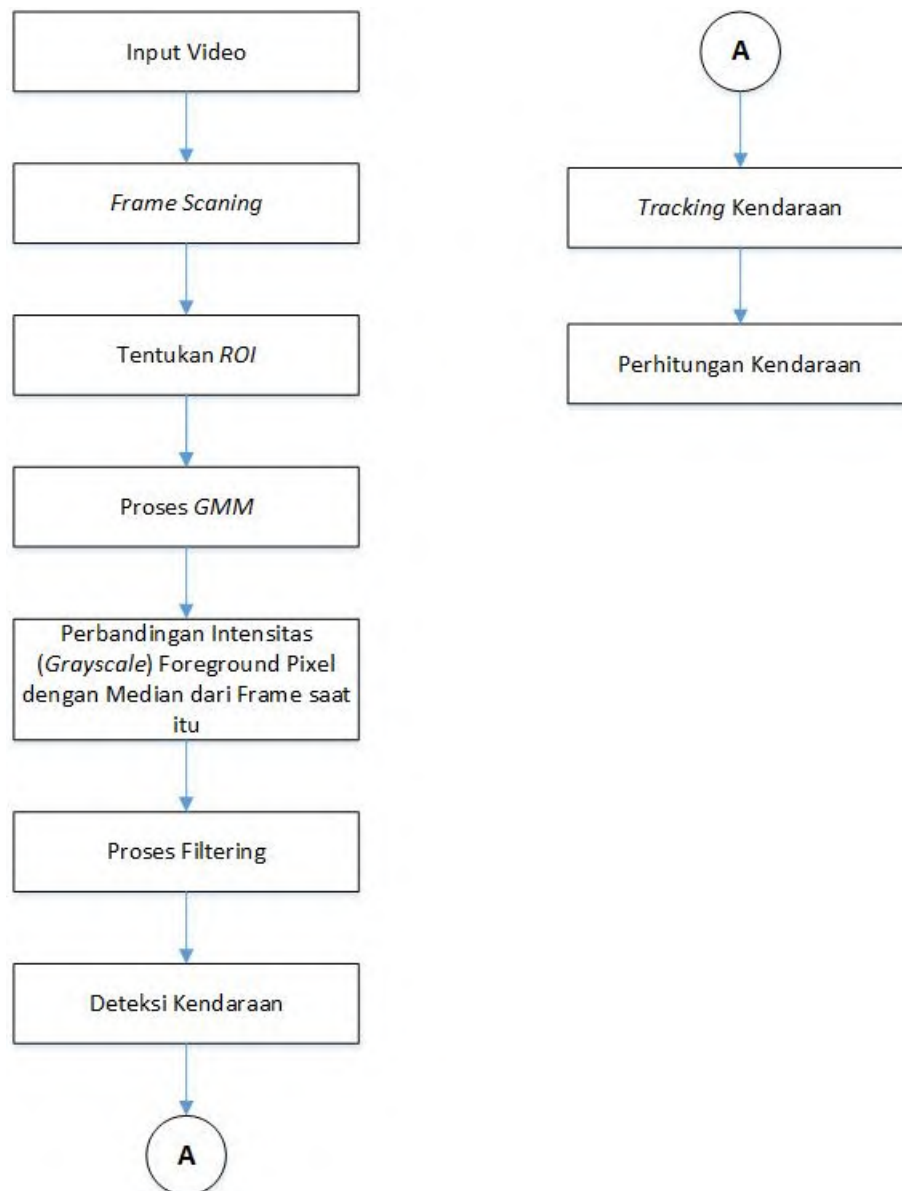 Input Video
Frame Scaning
Tentukan ROI
Proses GMM
Perbandingan Intensitas
(Grayscale) Foreground Pixel
dengan Median dari Frame saat
itu
Proses Filtering
Deteksi Kendaraan
A
A
Tracking Kendaraan
Perhitungan Kendaraan